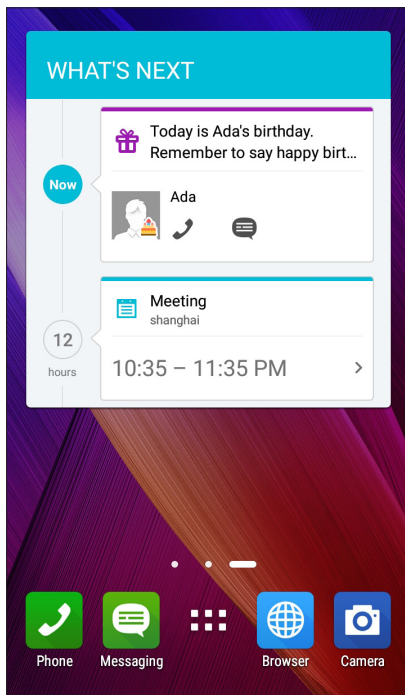 WHAT'S NEXT
Today is Ada's birthday.
Remember to say happy birt...
Now
Ada
Meeting
shanghai
12
hours
10:35 – 11:35 PM
Phone
Messaging
Browser
Camera